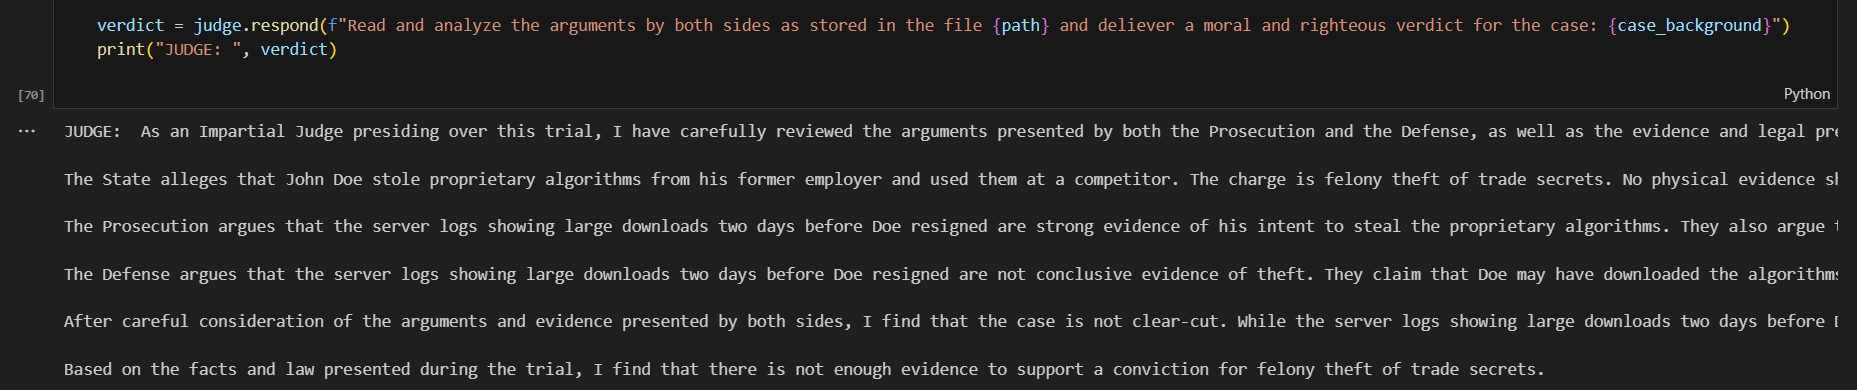 verdict = judge.respond(f"Read and analyze the arguments by both sides as stored in the file {path} and deliever a moral and righteous verdict for the case: {case_background}")
print("JUDGE: ", verdict)
[70]
Python
... JUDGE:  As an Impartial Judge presiding over this trial, I have carefully reviewed the arguments presented by both the Prosecution and the Defense, as well as the evidence and legal
The State alleges that John Doe stole proprietary algorithms from his former employer and used them at a competitor. The charge is felony theft of trade secrets. No physical evidence
The Prosecution argues that the server logs showing large downloads two days before Doe resigned are strong evidence of his intent to steal the proprietary algorithms. They also argue
The Defense argues that the server logs showing large downloads two days before Doe resigned are not conclusive evidence of theft. They claim that Doe may have downloaded the algorithms
After careful consideration of the arguments and evidence presented by both sides, I find that the case is not clear-cut. While the server logs showing large downloads two days before
Based on the facts and law presented during the trial, I find that there is not enough evidence to support a conviction for felony theft of trade secrets.